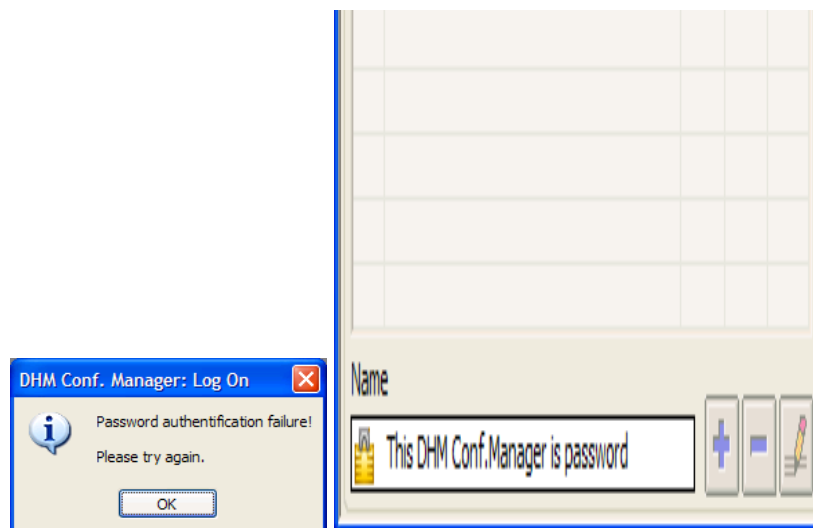 DHM Conf. Manager: Log On
Password authentification failure!
Please try again.
OK
Name
This DHM Conf.Manager is password